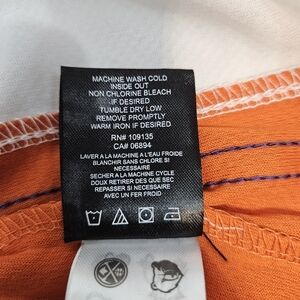 MACHINE WASH COLD
INSIDE OUT
NON CHLORINE BLEACH
IF DESIRED
TUMBLE DRY LOW
REMOVE PROMPTLY
WARM IRON IF DESIRED
RN# 109135
CA# 06894
LAVER A LA MACHINE A L'EAU FROIDE
BLANCHIR SANS CHLORE SI
NECESSAIRE
SECHER A LA MACHINE CYCLE
DOUX RETIRER DES QUE
REPASSER SI NECESSAIRE
AVEC UN FER FROID